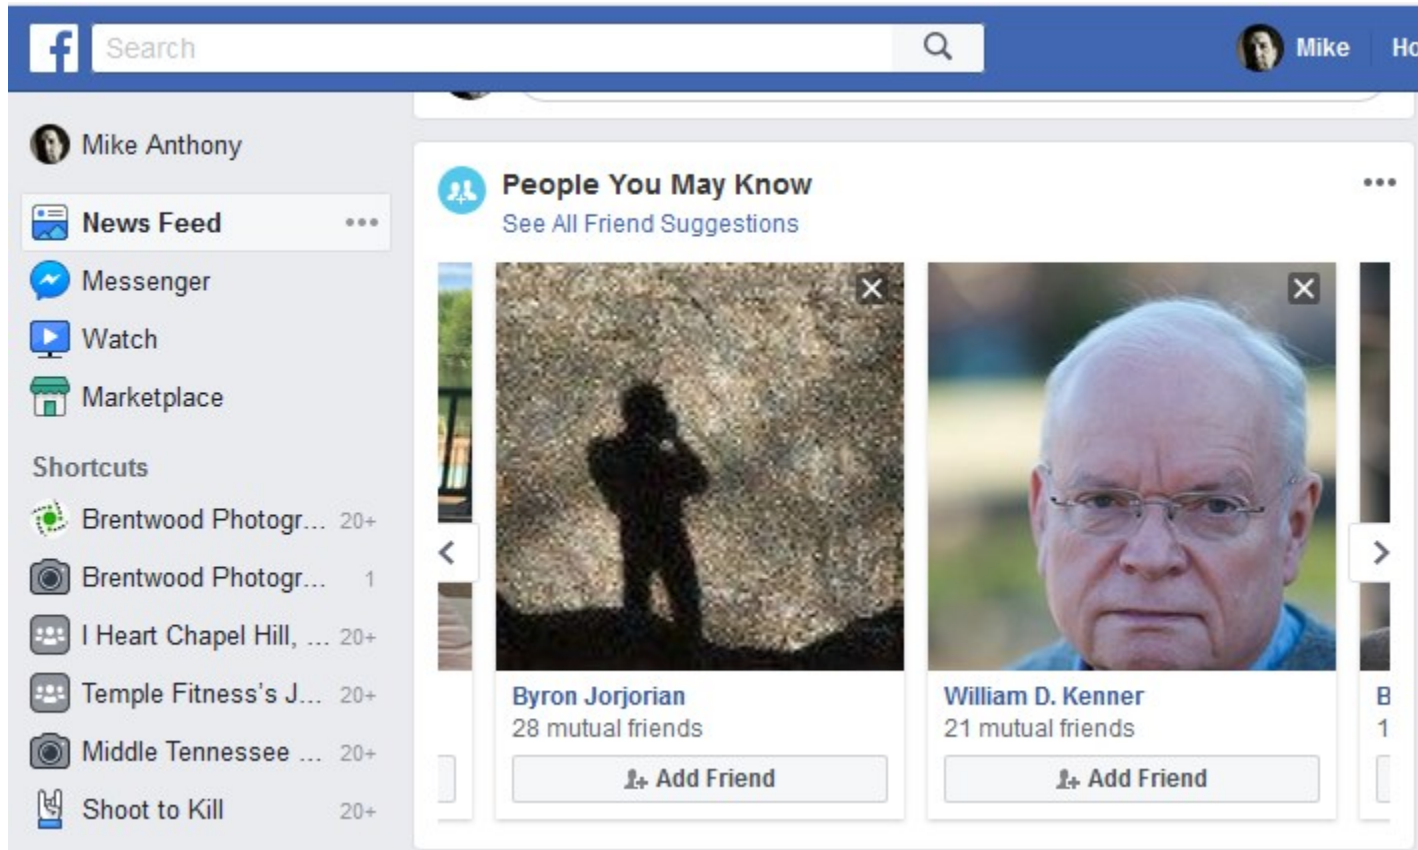 f
Search
Mike
Ho
Mike Anthony
News Feed
Messenger
Watch
Marketplace
Shortcuts
Brentwood Photogr... 20+
Brentwood Photogr... 1
I Heart Chapel Hill, ... 20+
Temple Fitness's J... 20+
Middle Tennessee ... 20+
Shoot to Kill 20+
People You May Know
See All Friend Suggestions
Byron Jorjorian
28 mutual friends
Add Friend
William D. Kenner
21 mutual friends
Add Friend
B
1